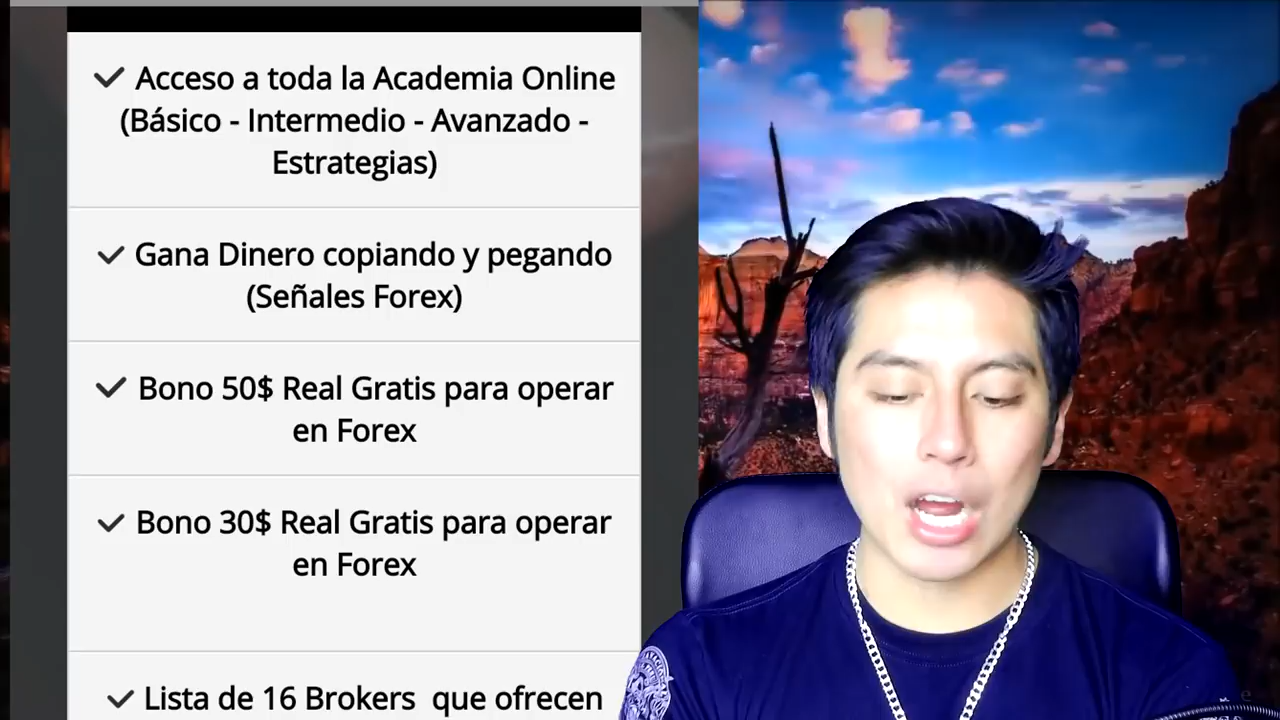 ✓ Acceso a toda la Academia Online
(Básico - Intermedio - Avanzado -
Estrategias)
✓ Gana Dinero copiando y pegando
(Señales Forex)
✓ Bono 50$ Real Gratis para operar
en Forex
✓ Bono 30$ Real Gratis para operar
en Forex
✓ Lista de 16 Brokers que ofrecen